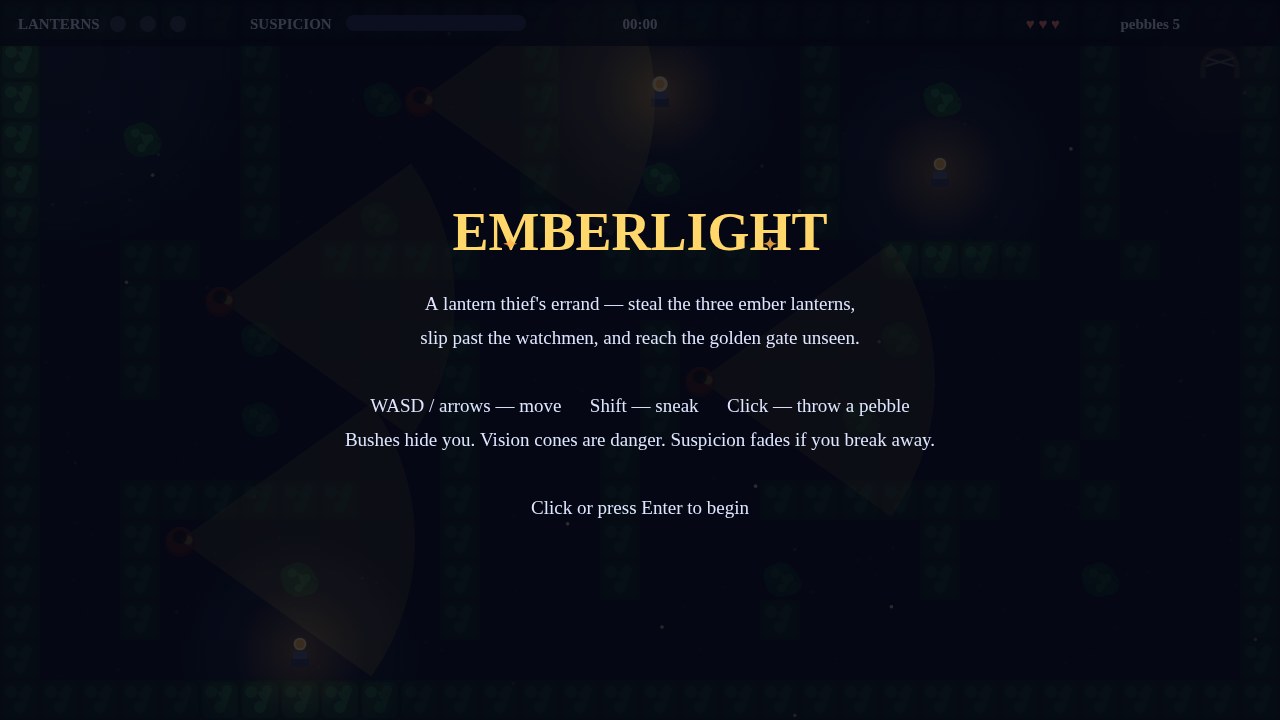 LANTERNS SUSPICION 00:00 ♥ ♥ ♥ pebbles 5
EMBERLIGHT
A lantern thief's errand — steal the three ember lanterns,
slip past the watchmen, and reach the golden gate unseen.
WASD / arrows — move Shift — sneak Click — throw a pebble
Bushes hide you. Vision cones are danger. Suspicion fades if you break away.
Click or press Enter to begin